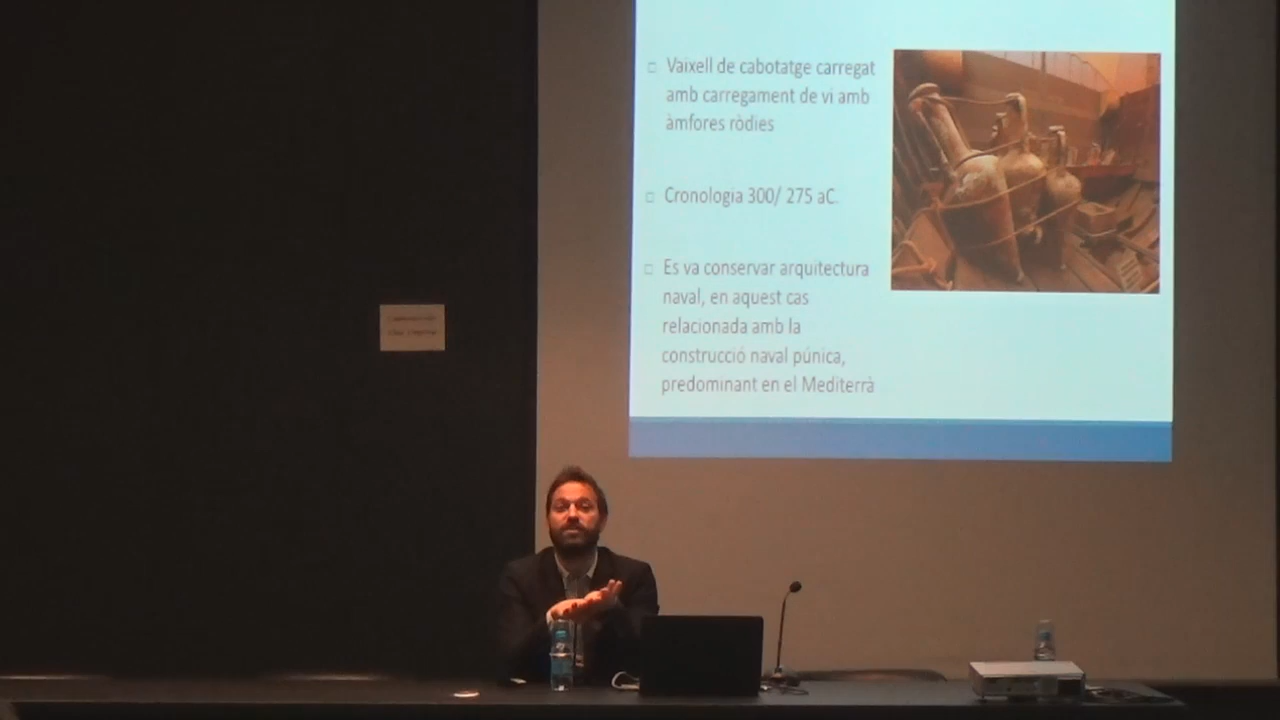 Vaixell de cabotatge carregat
amb carregament de vi amb
àmfores ròdies
Cronologia 300/ 275 aC.
Es va conservar arquitectura
naval, en aquest cas
relacionada amb la
construcció naval púnica,
predominant en el Mediterrà